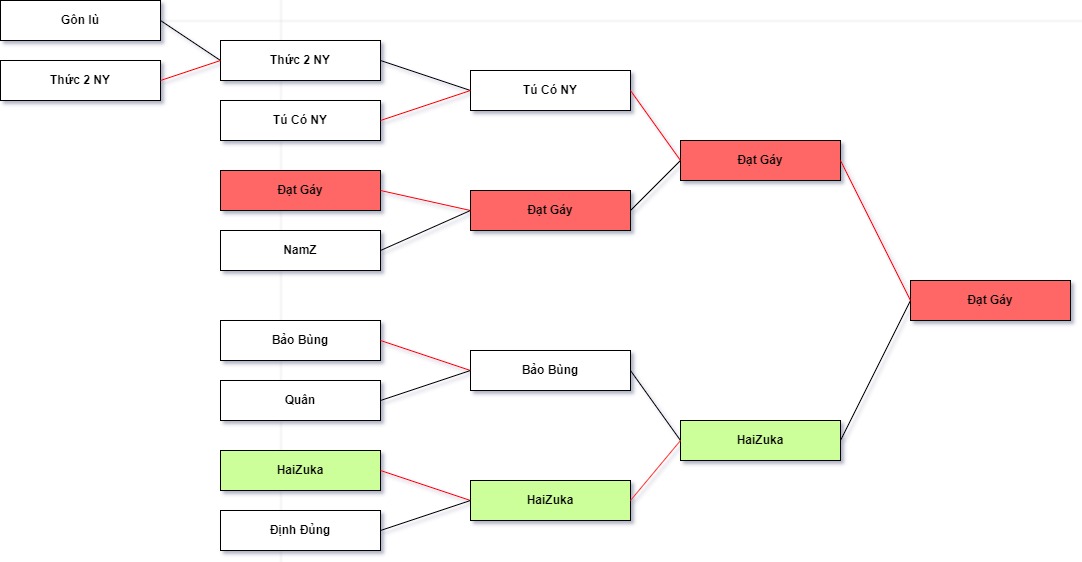 Gôn lủ
Thức 2 NY
Thức 2 NY
Tú Có NY
Tú Có NY
Đạt Gáy
Đạt Gáy
Đạt Gáy
NamZ
Đạt Gáy
Bảo Bùng
Bảo Bùng
Quân
HaiZuka
HaiZuka
HaiZuka
Định Đủng